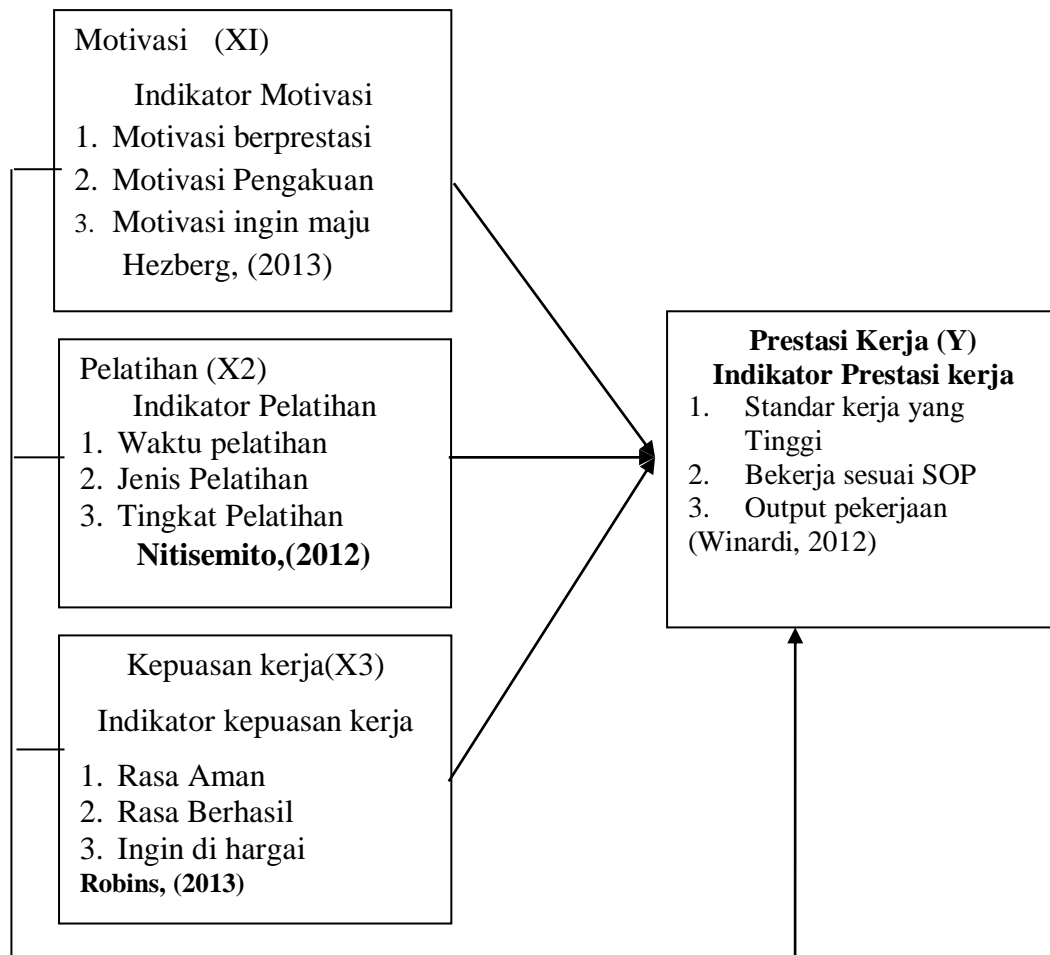 Motivasi (XI)
Indikator Motivasi
1. Motivasi berprestasi
2. Motivasi Pengakuan
3. Motivasi ingin maju
Hezberg, (2013)
Pelatihan (X2)
Indikator Pelatihan
1. Waktu pelatihan
2. Jenis Pelatihan
3. Tingkat Pelatihan
Nitisemito,(2012)
Kepuasan kerja(X3)
Indikator kepuasan kerja
1. Rasa Aman
2. Rasa Berhasil
3. Ingin di hargai
Robins, (2013)
Prestasi Kerja (Y)
Indikator Prestasi kerja
1. Standar kerja yang
Tinggi
2. Bekerja sesuai SOP
3. Output pekerjaan
(Winardi, 2012)